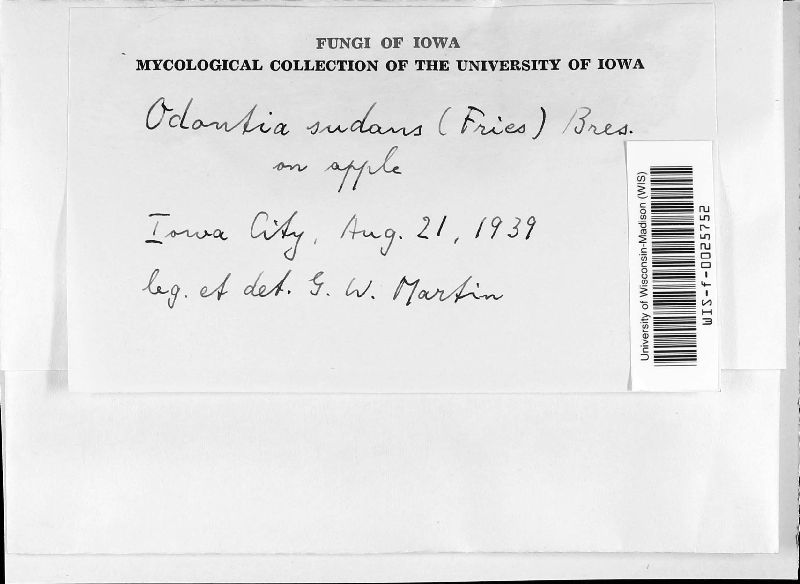 FUNGI OF IOWA
MYCOLOGICAL COLLECTION OF THE UNIVERSITY OF IOWA
Odontia sudans (Fries) Bres.
on apple
Iowa City, Aug. 21, 1939
leg. et det. G. W. Martin
University of Wisconsin-Madison (WIS)
WIS-f-0025752